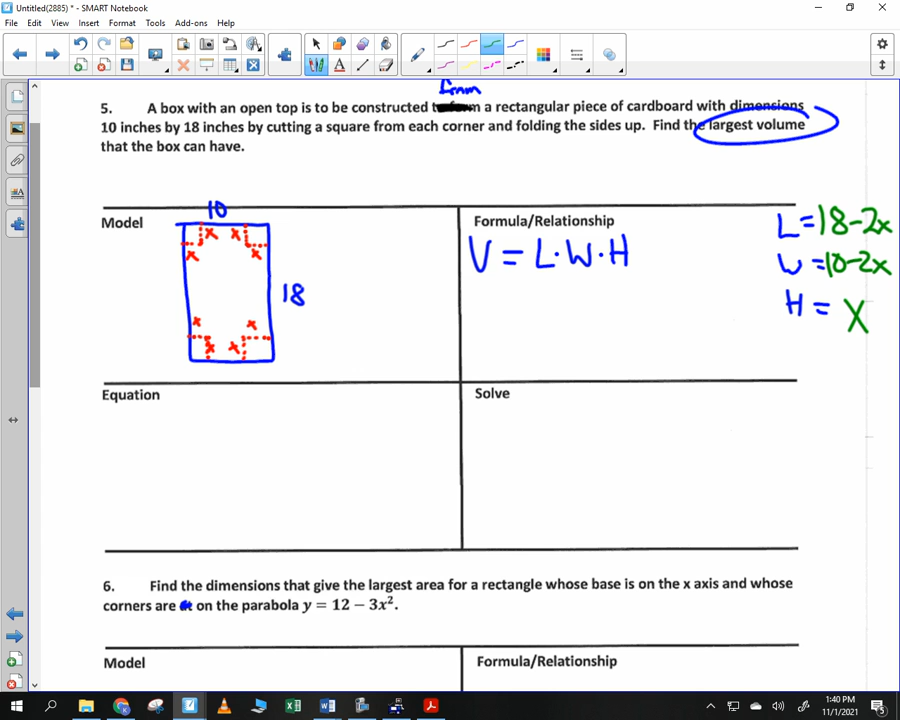 Untitled(2885) * - SMART Notebook
File Edit View Insert Format Tools Add-ons Help
from
5. A box with an open top is to be constructed a rectangular piece of cardboard with dimensions
10 inches by 18 inches by cutting a square from each corner and folding the sides up. Find the largest volume
that the box can have.
Model
10
x x
x x
18
x x
x x
Formula/Relationship
V = L·W·H
L=18-2x
W=10-2x
H = X
Equation
Solve
6. Find the dimensions that give the largest area for a rectangle whose base is on the x axis and whose
corners are on the parabola y = 12 − 3x².
Model
Formula/Relationship
1:40 PM
11/1/2021
5